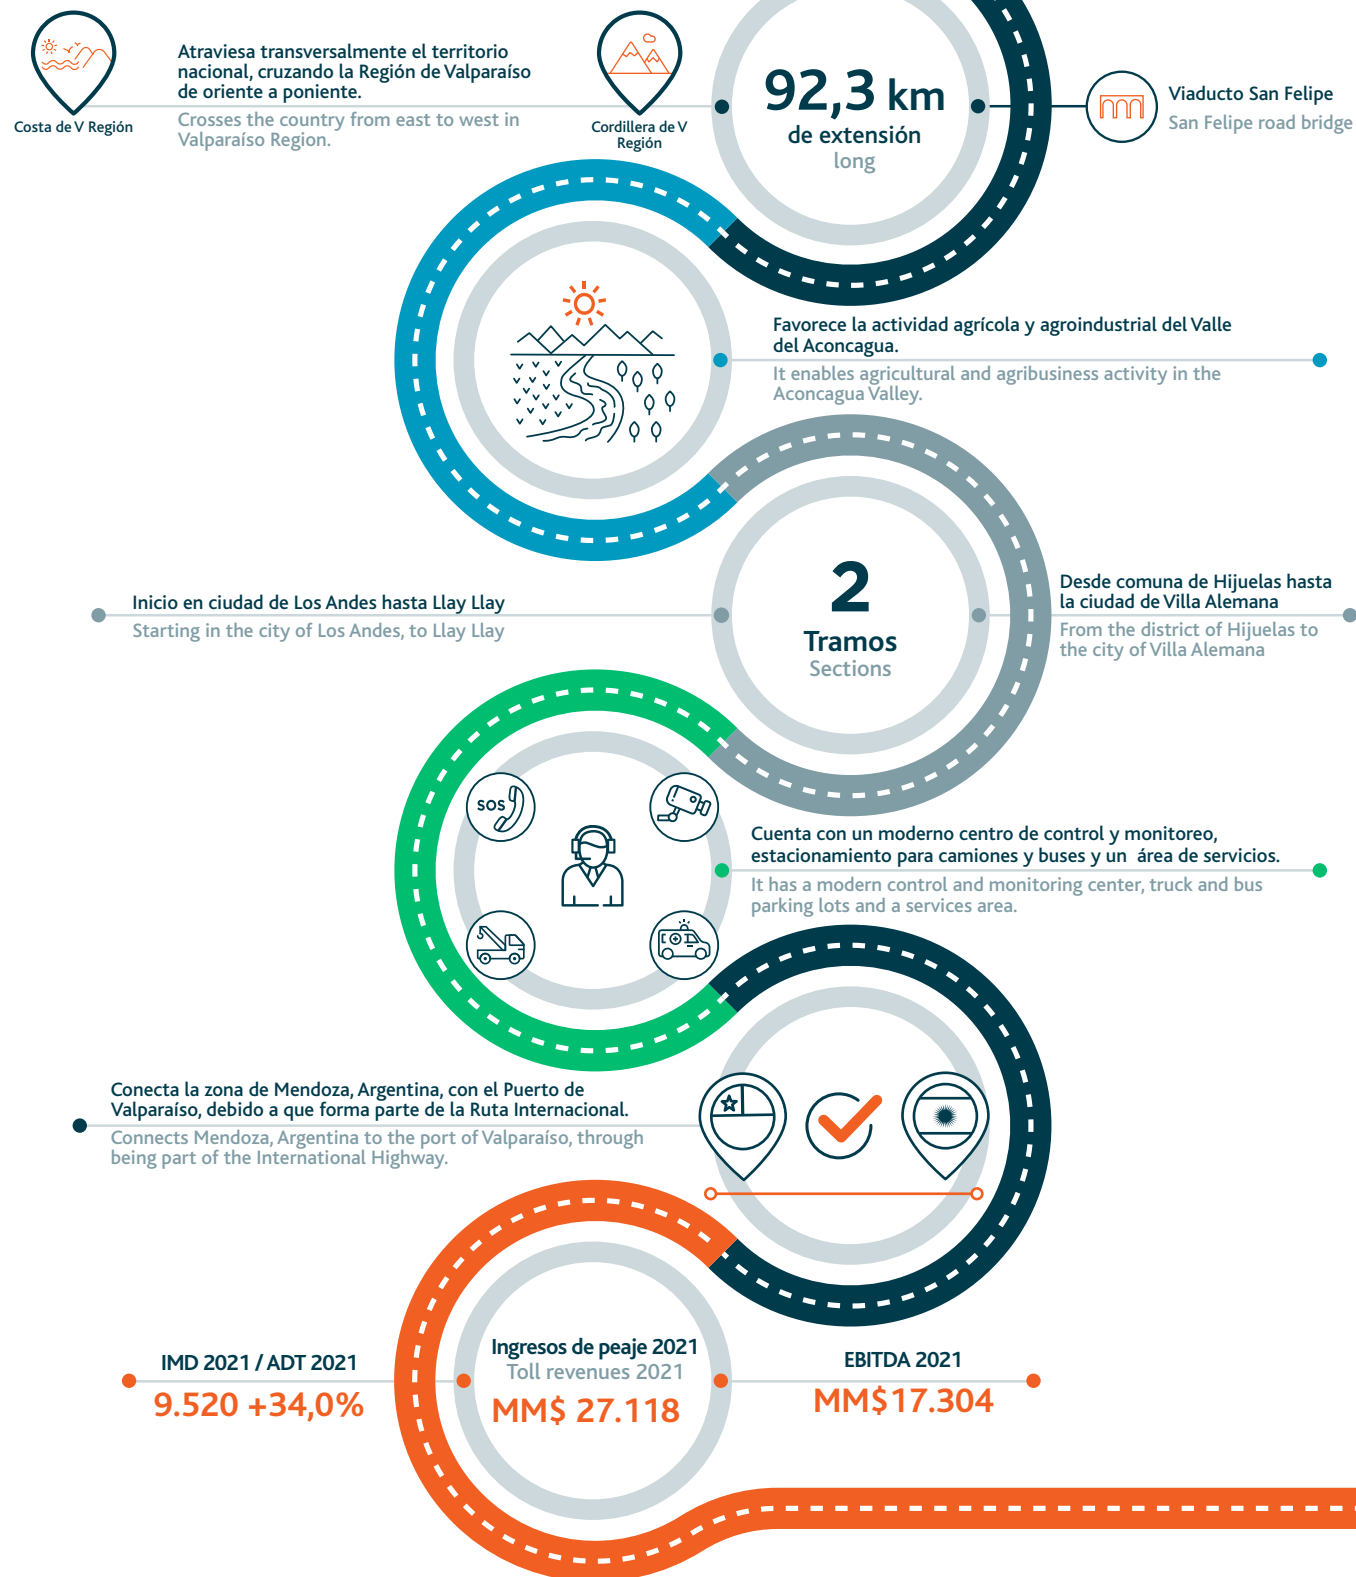 Costa de V Región
Atraviesa transversalmente el territorio
nacional, cruzando la Región de Valparaíso
de oriente a poniente.
Crosses the country from east to west in
Valparaíso Region.
Cordillera de V
Región
92,3 km
de extensión
long
Viaducto San Felipe
San Felipe road bridge
Favorece la actividad agrícola y agroindustrial del Valle
del Aconcagua.
It enables agricultural and agribusiness activity in the
Aconcagua Valley.
Inicio en ciudad de Los Andes hasta Llay Llay
Starting in the city of Los Andes, to Llay Llay
2
Tramos
Sections
Desde comuna de Hijuelas hasta
la ciudad de Villa Alemana
From the district of Hijuelas to
the city of Villa Alemana
SOS
Cuenta con un moderno centro de control y monitoreo,
estacionamiento para camiones y buses y un área de servicios.
It has a modern control and monitoring center, truck and bus
parking lots and a services area.
Conecta la zona de Mendoza, Argentina, con el Puerto de
Valparaíso, debido a que forma parte de la Ruta Internacional.
Connects Mendoza, Argentina to the port of Valparaíso, through
being part of the International Highway.
IMD 2021 / ADT 2021
9.520 +34,0%
Ingresos de peaje 2021
Toll revenues 2021
MM$ 27.118
EBITDA 2021
MM$17.304